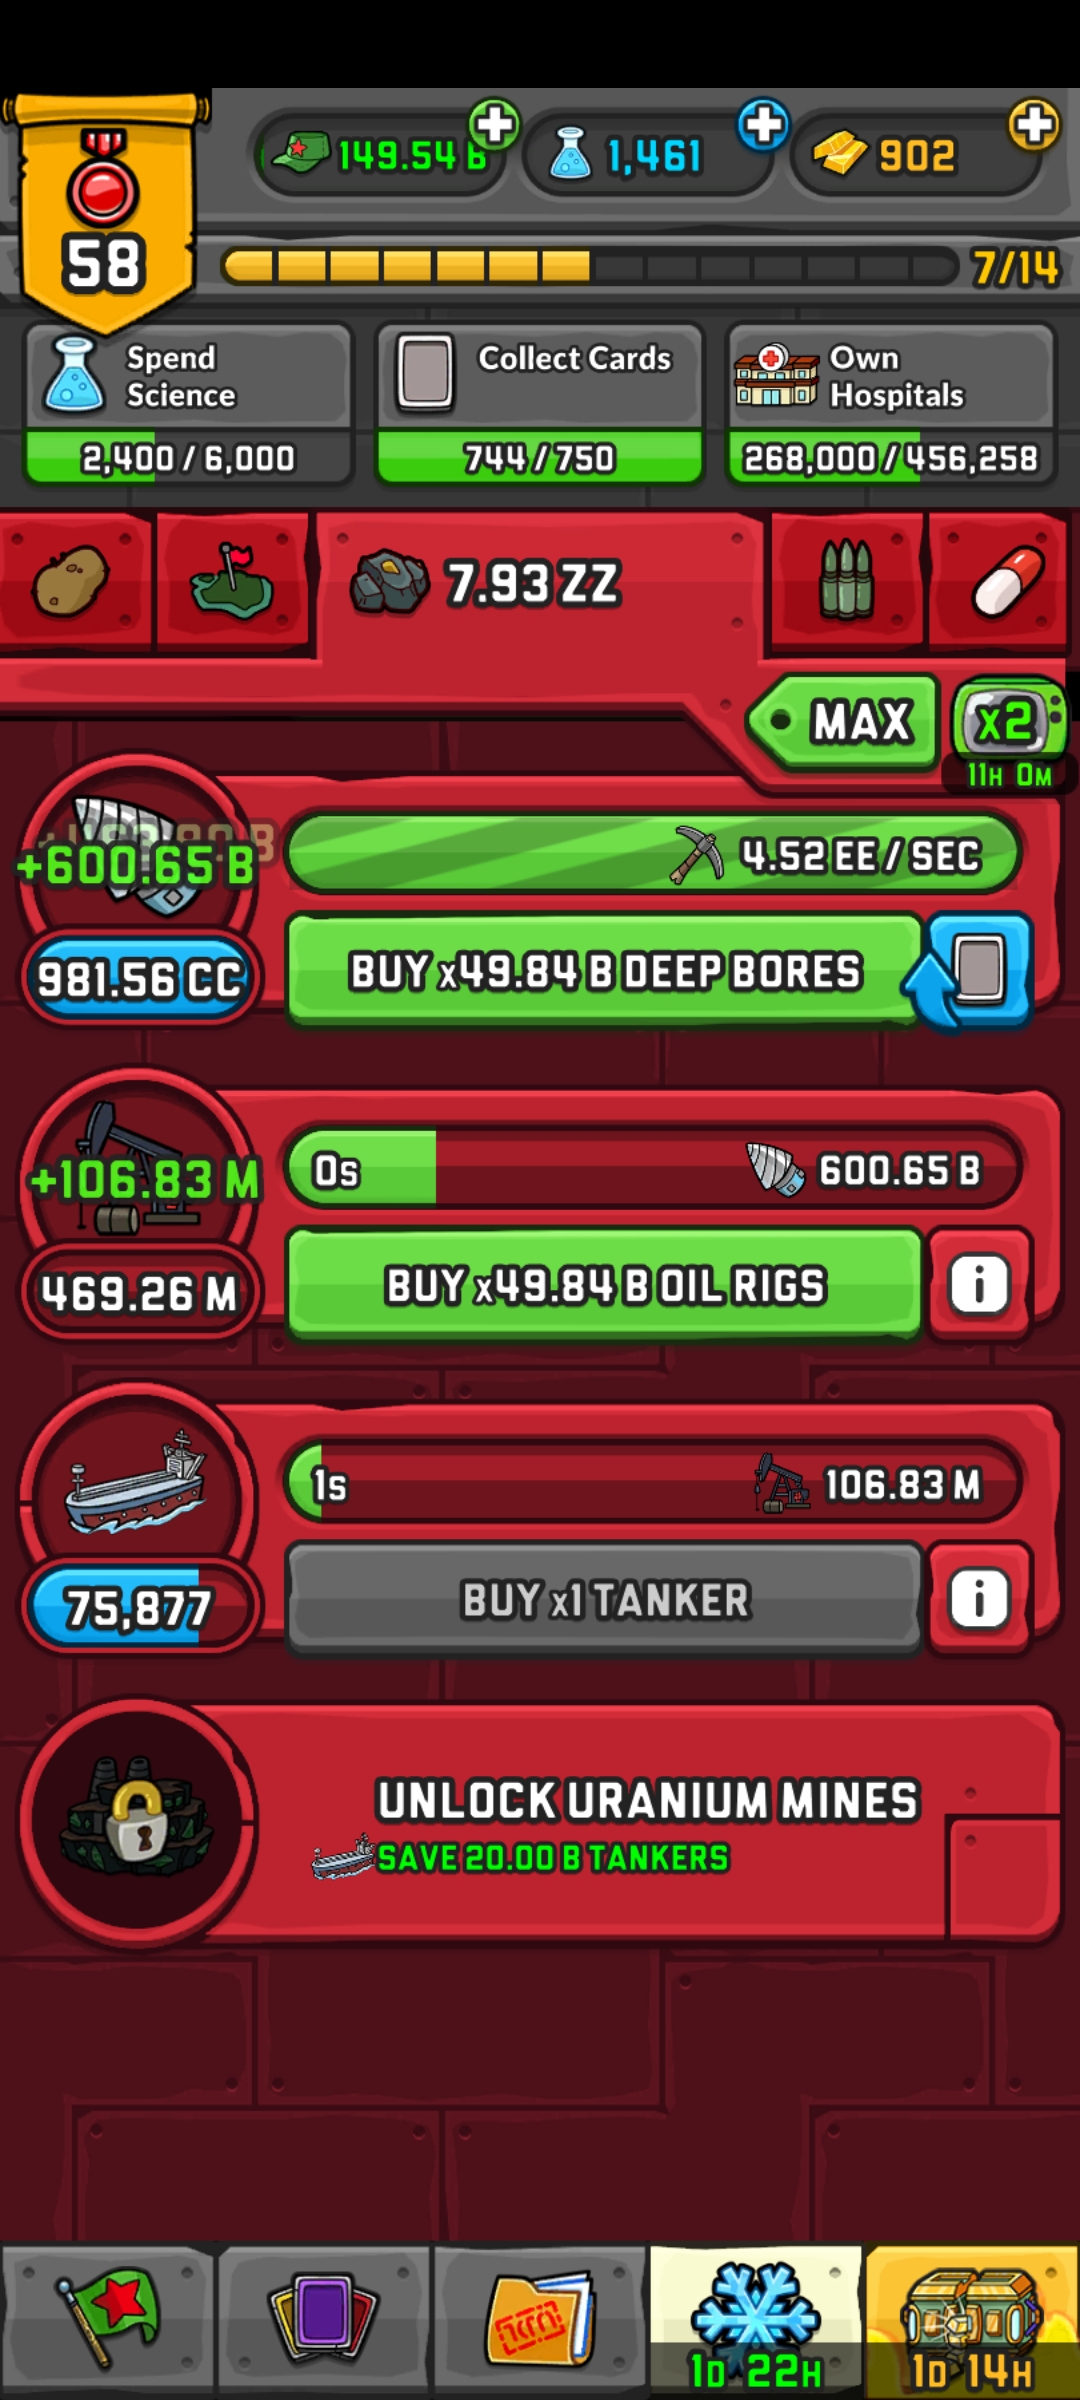 149.54 B
1,461
902
58
7/14
Spend
Science
2,400 / 6,000
Collect Cards
744 / 750
Own
Hospitals
268,000 / 456,258
7.93 ZZ
MAX
x2
11H 0M
+600.65 B
4.52 EE / SEC
981.56 CC
BUY x49.84 B DEEP BORES
+106.83 M
0s
600.65 B
469.26 M
BUY x49.84 B OIL RIGS
i
1s
106.83 M
75,877
BUY x1 TANKER
i
UNLOCK URANIUM MINES
SAVE 20.00 B TANKERS
1D 22H
1D 14H